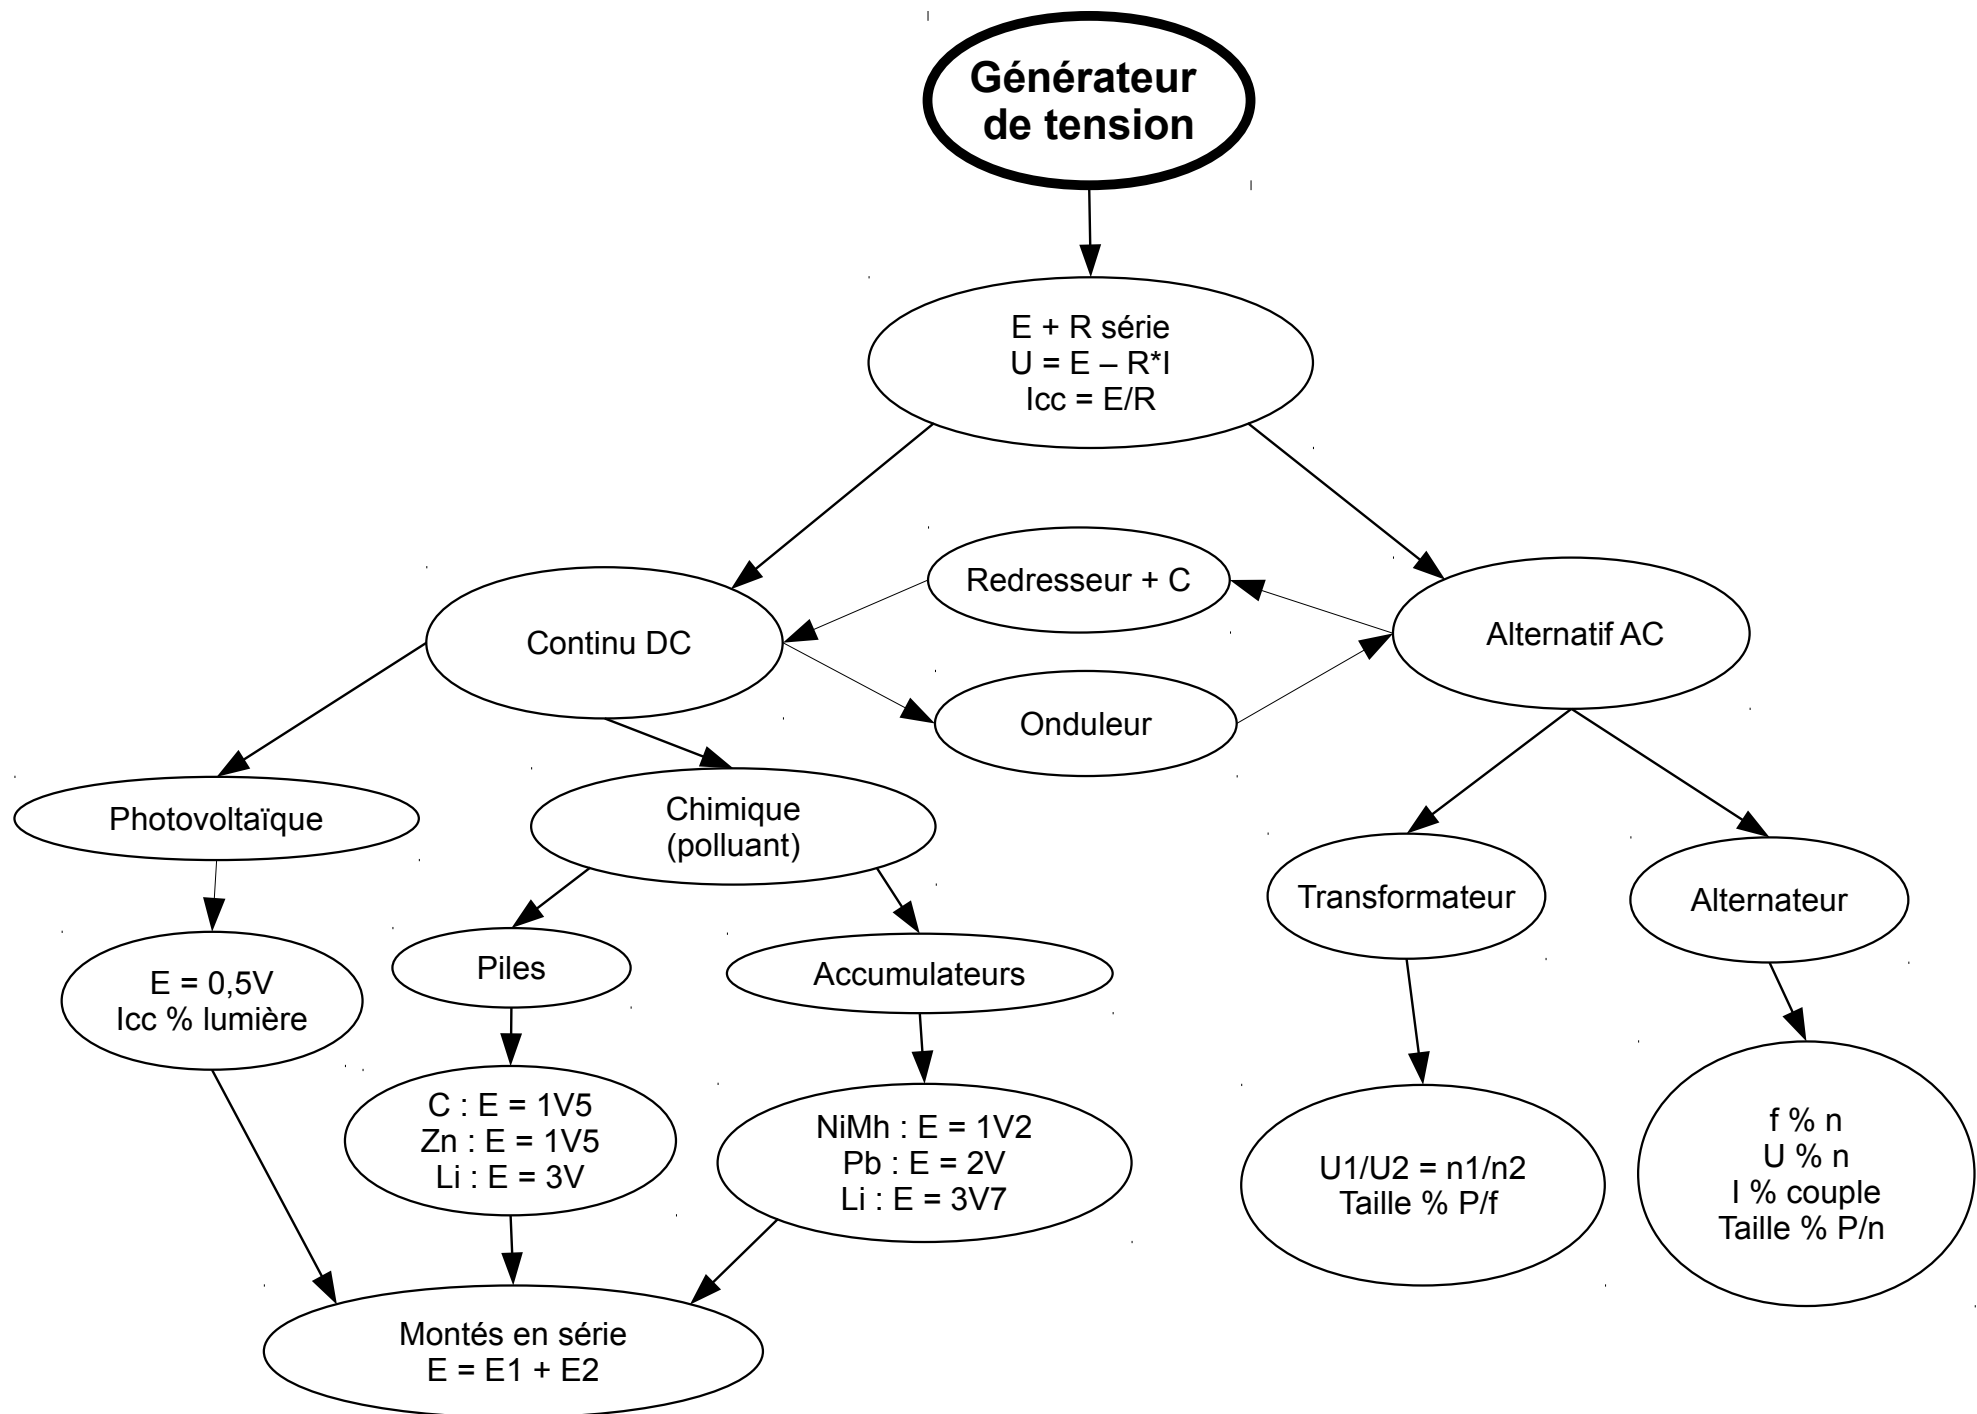 Générateur
de tension
E + R série
U = E – R*I
Icc = E/R
Redresseur + C
Continu DC
Alternatif AC
Onduleur
Photovoltaïque
Chimique
(polluant)
Transformateur
Alternateur
Piles
Accumulateurs
E = 0,5V
Icc % lumière
C : E = 1V5
Zn : E = 1V5
Li : E = 3V
NiMh : E = 1V2
Pb : E = 2V
Li : E = 3V7
U1/U2 = n1/n2
Taille % P/f
f % n
U % n
I % couple
Taille % P/n
Montés en série
E = E1 + E2